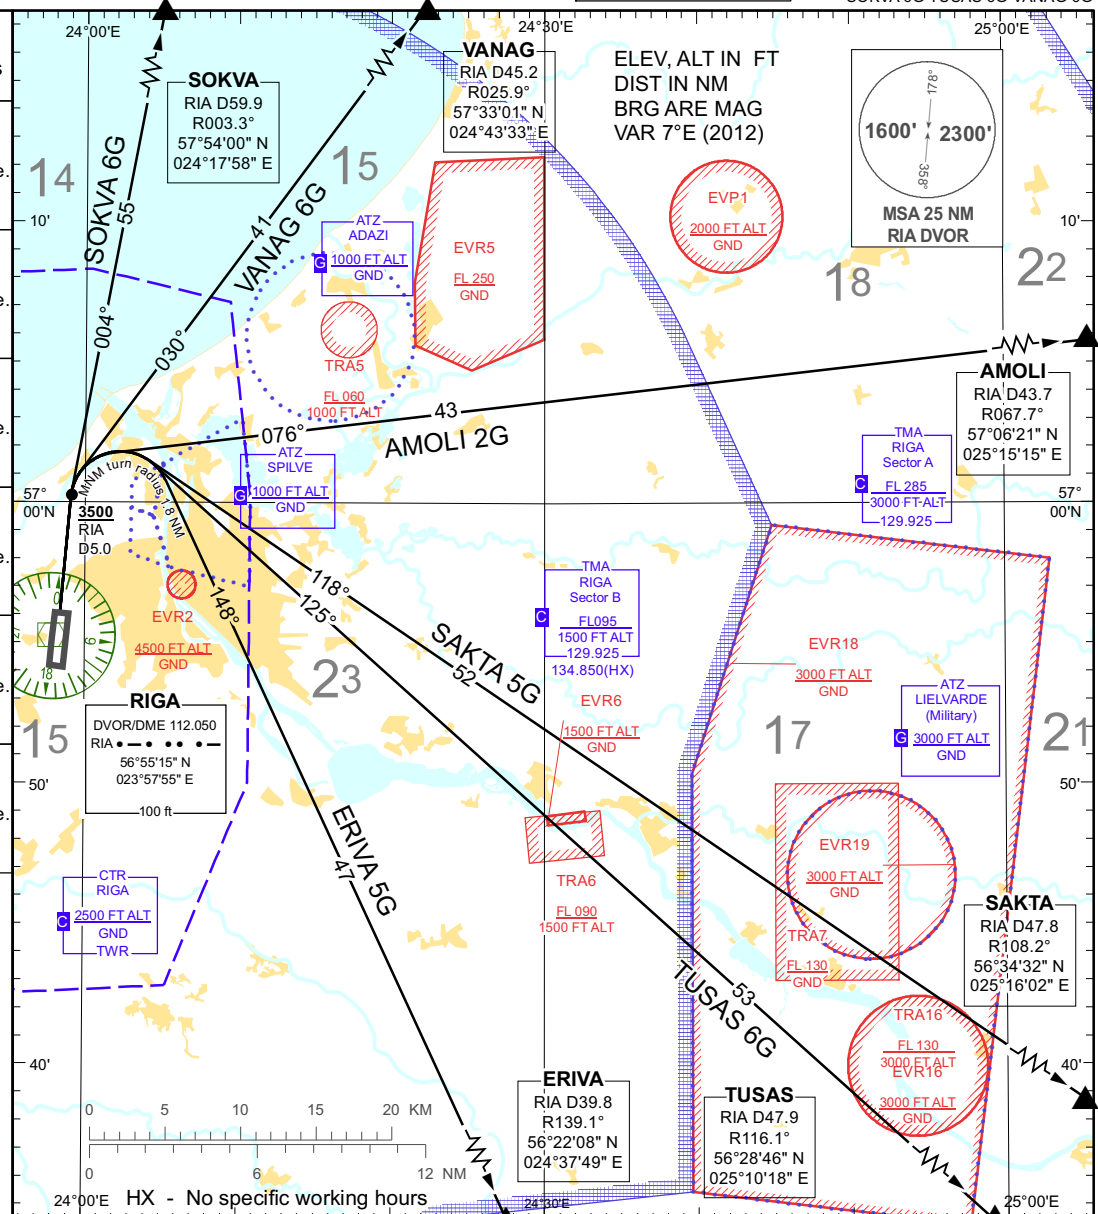 24°00'E
24°30'E
25°00'E
SOKVA
RIA D59.9
R003.3°
57°54'00" N
024°17'58" E
VANAG
RIA D45.2
R025.9°
57°33'01" N
024°43'33" E
ELEV, ALT IN FT
DIST IN NM
BRG ARE MAG
VAR 7°E (2012)
178°
1600'
2300'
358°
MSA 25 NM
RIA DVOR
14
15
SOKVA 6G
55
004°
VANAG 6G
41
030°
10'
10'
ATZ
ADAZI
G
1000 FT ALT
GND
EVR5
FL 250
GND
EVP1
2000 FT ALT
GND
18
22
TRA5
FL 060
1000 FT ALT
AMOLI
RIA D43.7
R067.7°
57°06'21" N
025°15'15" E
43
076°
AMOLI 2G
ATZ
SPILVE
G
1000 FT ALT
GND
TMA
RIGA
Sector A
C
FL 285
3000 FT ALT
129.925
57°
00'N
57°
00'N
MNM turn radius 1.8 NM
3500
RIA
D5.0
0
9
18
27
EVR2
4500 FT ALT
GND
148°
118°
125°
TMA
RIGA
Sector B
C
FL095
1500 FT ALT
129.925
134.850(HX)
SAKTA 5G
52
23
EVR18
3000 FT ALT
GND
EVR6
1500 FT ALT
GND
ATZ
LIELVARDE
(Military)
G
3000 FT ALT
GND
15
17
21
RIGA
DVOR/DME 112.050
RIA
56°55'15" N
023°57'55" E
100 ft
50'
50'
ERIVA 5G
47
EVR19
3000 FT ALT
GND
TRA6
FL 090
1500 FT ALT
CTR
RIGA
C
2500 FT ALT
GND
TWR
TRA7
FL 130
GND
SAKTA
RIA D47.8
R108.2°
56°34'32" N
025°16'02" E
TUSAS 6G
53
TRA16
FL 130
3000 FT ALT
EVR16
3000 FT ALT
GND
40'
40'
ERIVA
RIA D39.8
R139.1°
56°22'08" N
024°37'49" E
TUSAS
RIA D47.9
R116.1°
56°28'46" N
025°10'18" E
0 5 10 15 20 KM
0 6 12 NM
24°00'E
HX - No specific working hours
24°30'E
25°00'E